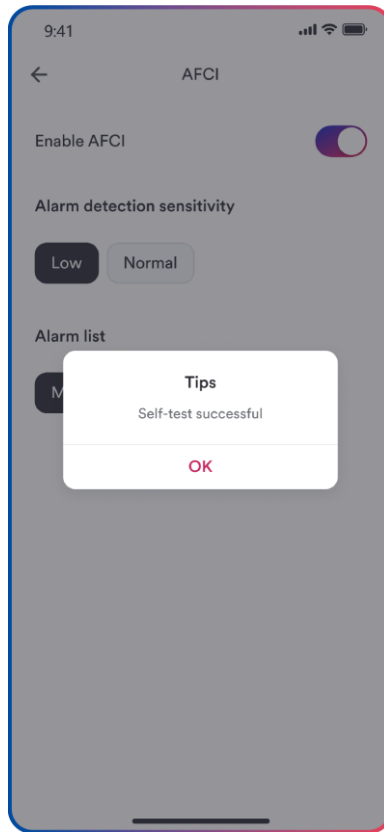 9:41
AFCI
Enable AFCI
Alarm detection sensitivity
Low Normal
Alarm list
Tips
Self-test successful
OK